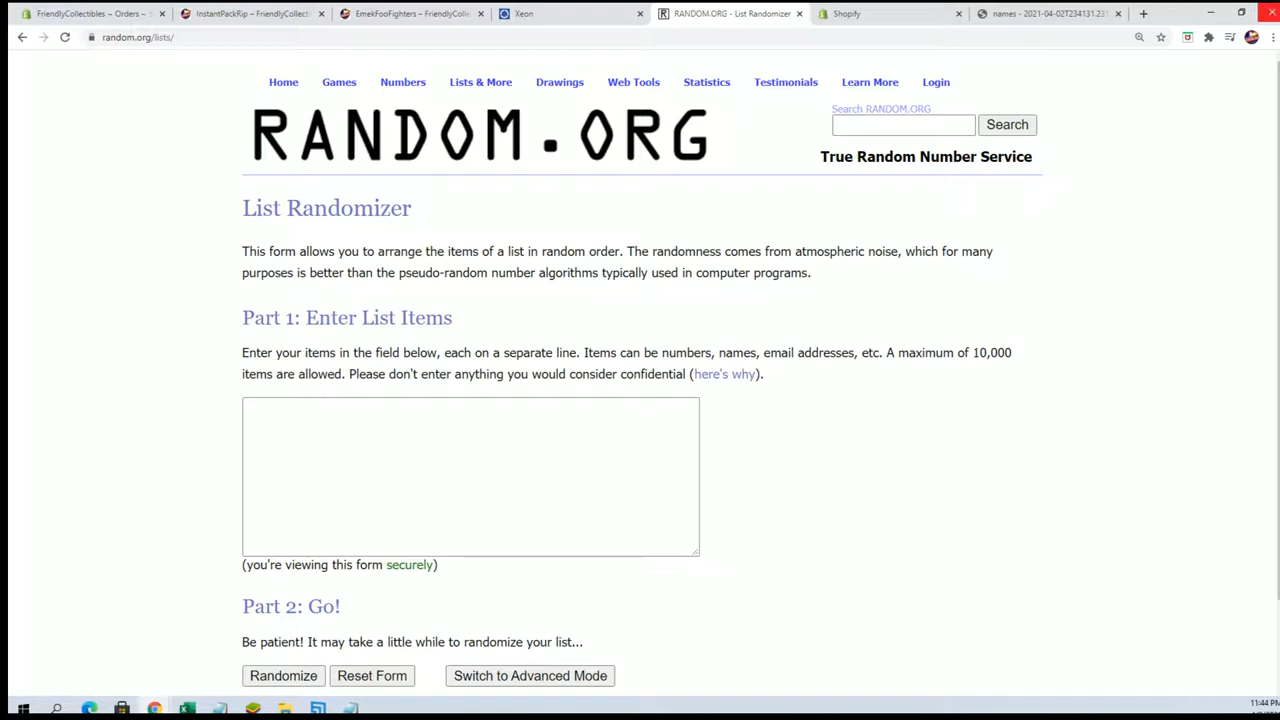 FriendlyCollectibles ~ Orders ~
InstantPackRip ~ FriendlyCollecti
EmekFooFighters ~ FriendlyColle
Xeon
RANDOM.ORG - List Randomizer
Shopify
names - 2021-04-02T234131.23
random.org/lists/
Home
Games
Numbers
Lists & More
Drawings
Web Tools
Statistics
Testimonials
Learn More
Login
RANDOM.ORG
Search RANDOM.ORG
Search
True Random Number Service
List Randomizer
This form allows you to arrange the items of a list in random order. The randomness comes from atmospheric noise, which for many
purposes is better than the pseudo-random number algorithms typically used in computer programs.
Part 1: Enter List Items
Enter your items in the field below, each on a separate line. Items can be numbers, names, email addresses, etc. A maximum of 10,000
items are allowed. Please don't enter anything you would consider confidential (here's why).
(you're viewing this form securely)
Part 2: Go!
Be patient! It may take a little while to randomize your list...
Randomize
Reset Form
Switch to Advanced Mode
11:44 PM